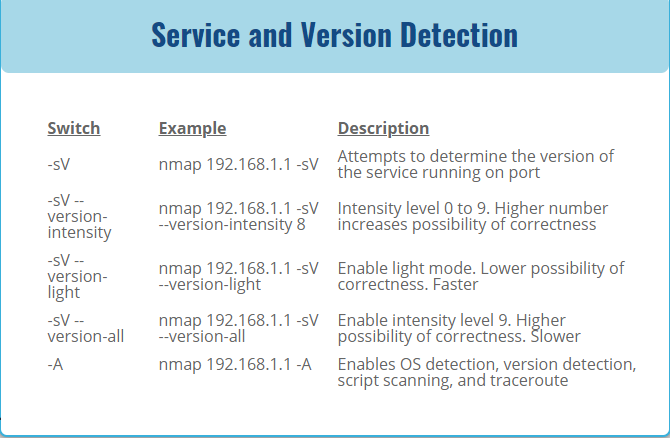 Service and Version Detection
Switch Example Description
-sV nmap 192.168.1.1 -sV Attempts to determine the version of
the service running on port
-sV --
version-
intensity
nmap 192.168.1.1 -sV
--version-intensity 8
Intensity level 0 to 9. Higher number
increases possibility of correctness
-sV --
version-
light
nmap 192.168.1.1 -sV
--version-light
Enable light mode. Lower possibility of
correctness. Faster
-sV --
version-all
nmap 192.168.1.1 -sV
--version-all
Enable intensity level 9. Higher
possibility of correctness. Slower
-A nmap 192.168.1.1 -A Enables OS detection, version detection,
script scanning, and traceroute